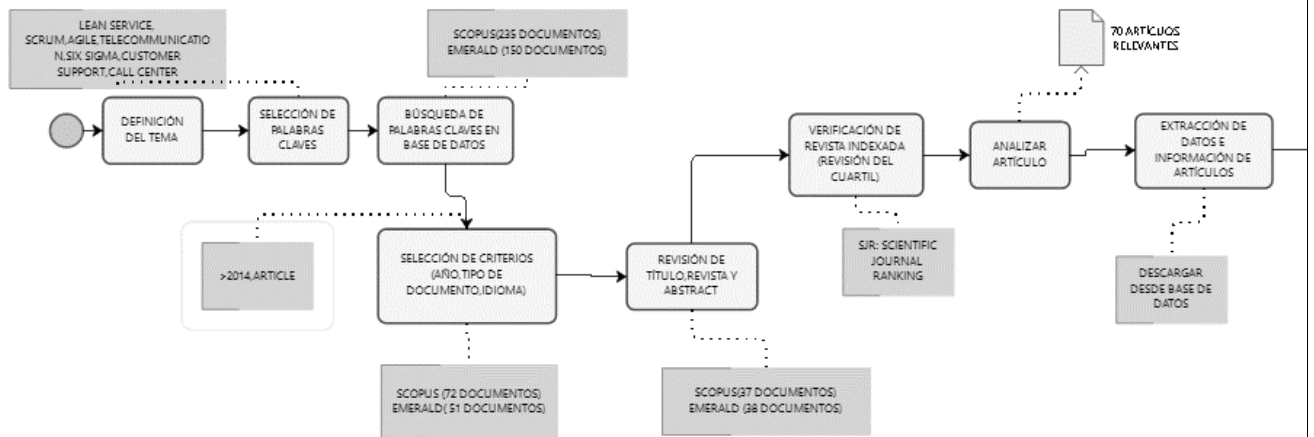 LEAN SERVICE,
SCRUM,AGILE,TELECOMMUNICATIO
N,SIX SIGMA,CUSTOMER
SUPPORT,CALL CENTER
SCOPUS(235 DOCUMENTOS)
EMERALD (150 DOCUMENTOS)
70 ARTÍCULOS
RELEVANTES
DEFINICIÓN
DEL TEMA
SELECCIÓN DE
PALABRAS
CLAVES
BÚSQUEDA DE
PALABRAS CLAVES EN
BASE DE DATOS
VERIFICACIÓN DE
REVISTA INDEXADA
(REVISIÓN DEL
CUARTIL)
ANALIZAR
ARTÍCULO
EXTRACCIÓN DE
DATOS E
INFORMACIÓN DE
ARTÍCULOS
>2014,ARTICLE
SELECCIÓN DE CRITERIOS
(AÑO,TIPO DE
DOCUMENTO,IDIOMA)
REVISIÓN DE
TÍTULO,REVISTA Y
ABSTRACT
SJR: SCIENTIFIC
JOURNAL
RANKING
DESCARGAR
DESDE BASE DE
DATOS
SCOPUS (72 DOCUMENTOS)
EMERALD( 51 DOCUMENTOS)
SCOPUS(37 DOCUMENTOS)
EMERALD (38 DOCUMENTOS)